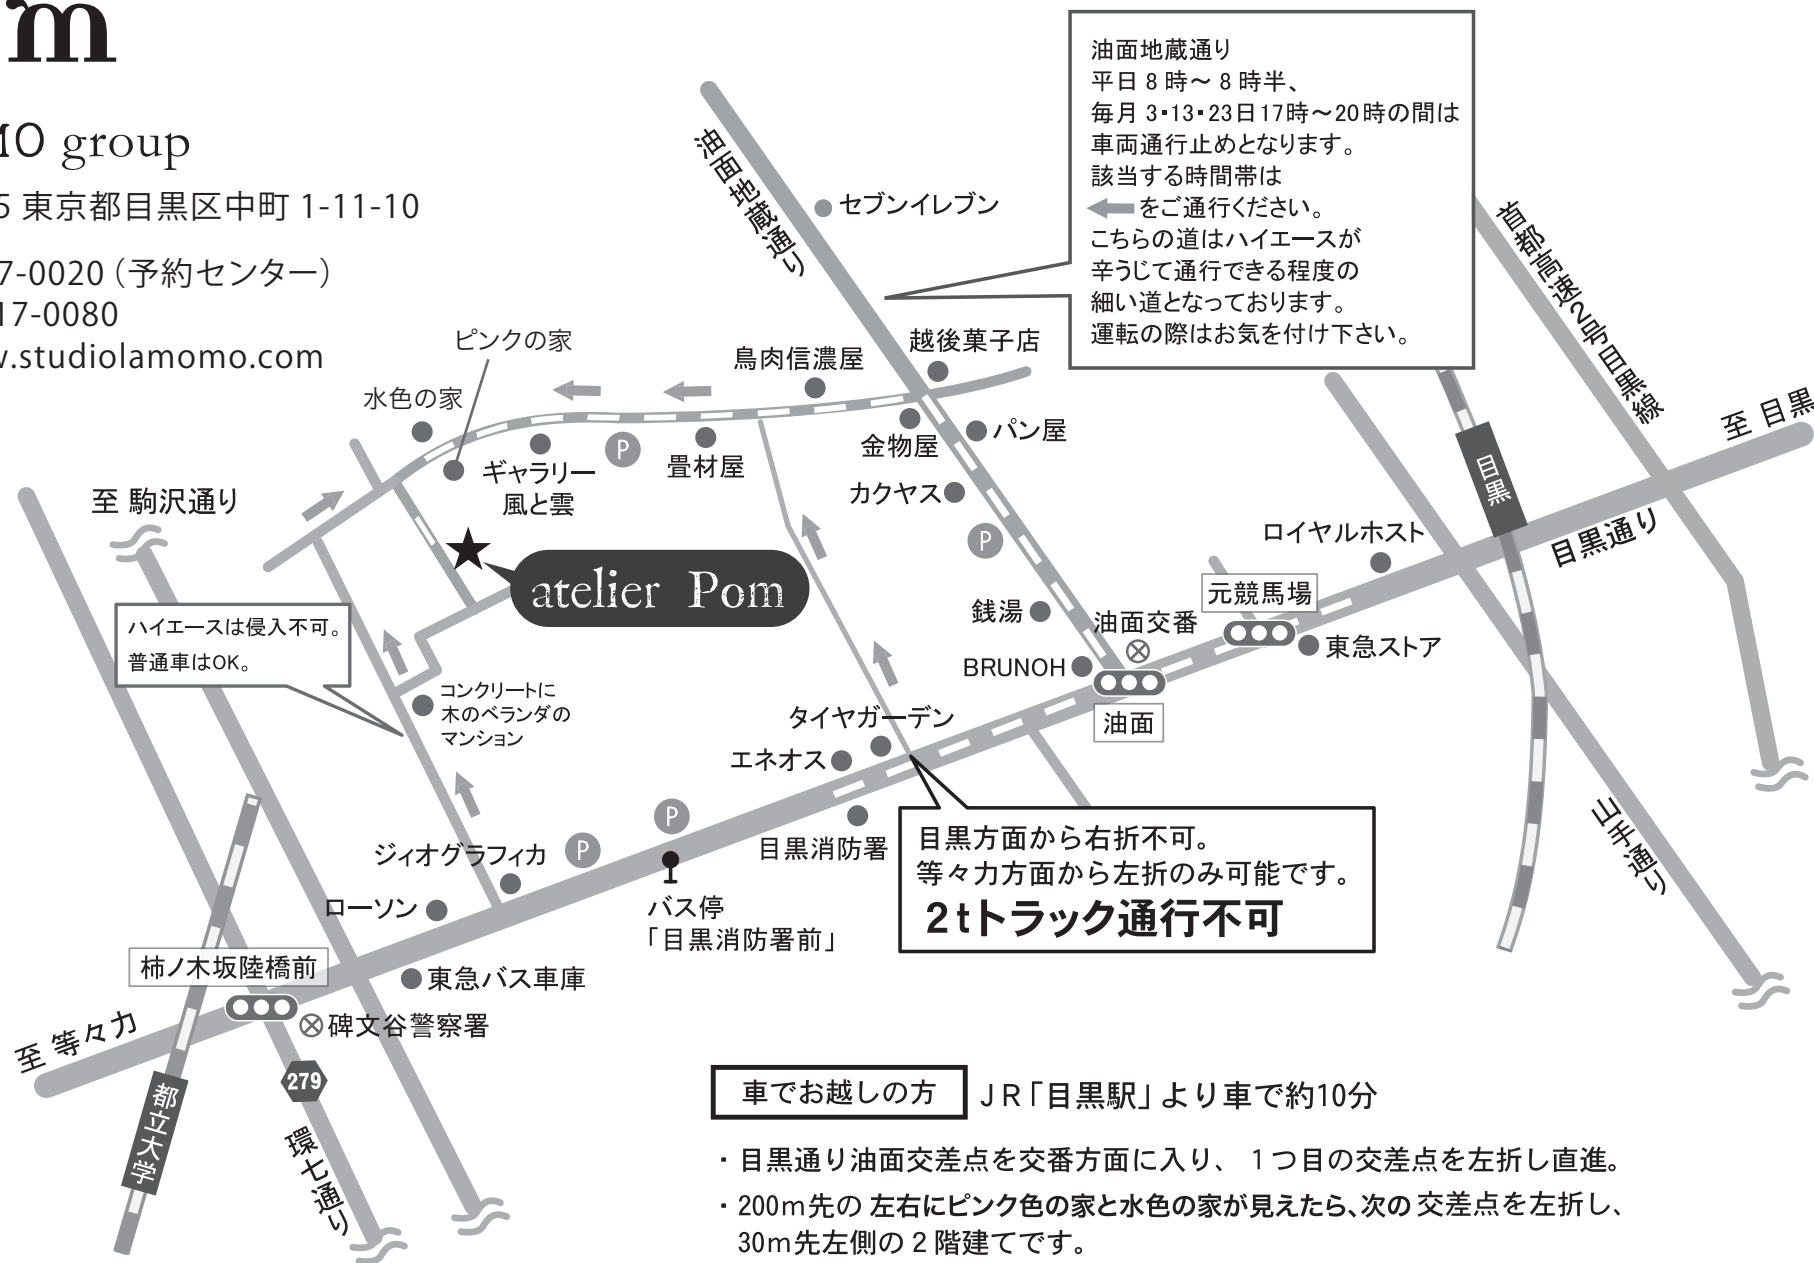 m
MO group
5 東京都目黒区中町 1-11-10
7-0020（予約センター）
17-0080
w.studiolamomo.com
油面地蔵通り
平日 8 時～ 8 時半、
毎月 3・13・23日17時～20時の間は
車両通行止めとなります。
該当する時間帯は
をご通行ください。
こちらの道はハイエースが
辛うじて通行できる程度の
細い道となっております。
運転の際はお気を付け下さい。
油面地蔵通り
セブンイレブン
首都高速2号目黒線
至 目黒
ピンクの家
水色の家
鳥肉信濃屋
越後菓子店
金物屋
パン屋
ギャラリー
風と雲
P
畳材屋
カクヤス
P
目黒
至 駒沢通り
ロイヤルホスト
目黒通り
atelier Pom
銭湯
油面交番
元競馬場
東急ストア
BRUNOH
油面
ハイエースは侵入不可。
普通車はOK。
コンクリートに
木のベランダの
マンション
タイヤガーデン
エネオス
目黒消防署
P
P
ジィオグラフィカ
ローソン
バス停
「目黒消防署前」
目黒方面から右折不可。
等々力方面から左折のみ可能です。
2tトラック通行不可
山手通り
柿ノ木坂陸橋前
東急バス車庫
碑文谷警察署
至 等々力
279
都立大学
環七通り
車でお越しの方 JR「目黒駅」より車で約10分
・目黒通り油面交差点を交番方面に入り、 1つ目の交差点を左折し直進。
・200m先の 左右にピンク色の家と水色の家が見えたら、次の 交差点を左折し、
30m先左側の 2 階建てです。